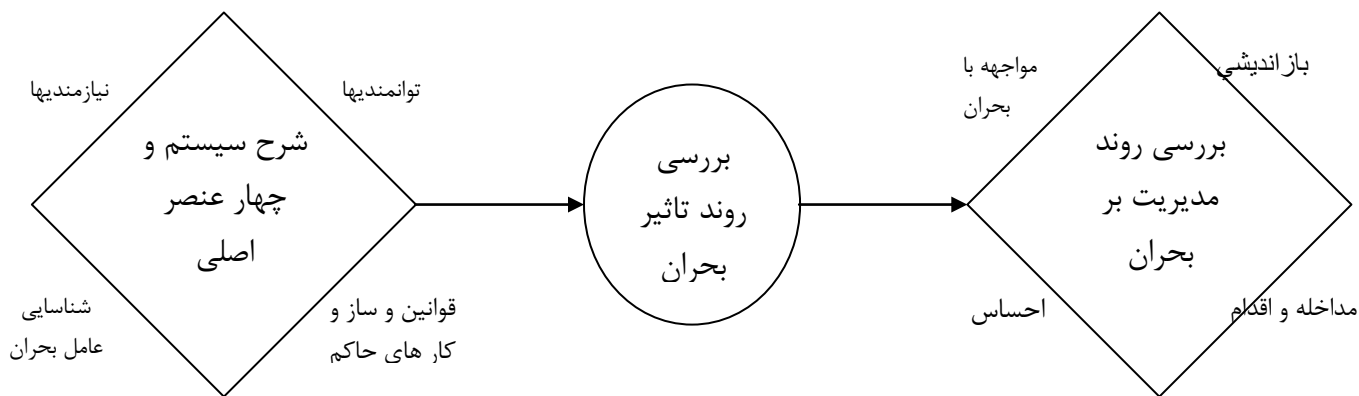 نیازمندیها
توانمندیها
شرح سیستم و
چهار عنصر
اصلی
شناسایی
عامل بحران
قوانین و ساز و
کار های حاکم
بررسی
روند تاثیر
بحران
مواجهه با
بحران
بازاندیشی
بررسی روند
مدیریت بر
بحران
احساس
مداخله و اقدام